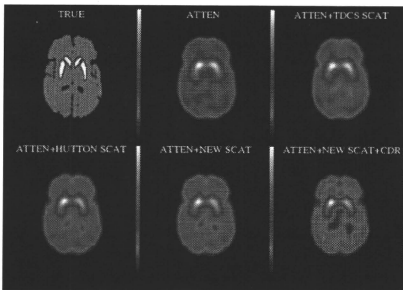 TRUE
ATTEN
ATTEN+TDCS SCAT
ATTEN+HUTTON SCAT
ATTEN+NEW SCAT
ATTEN+NEW SCAT+CDR